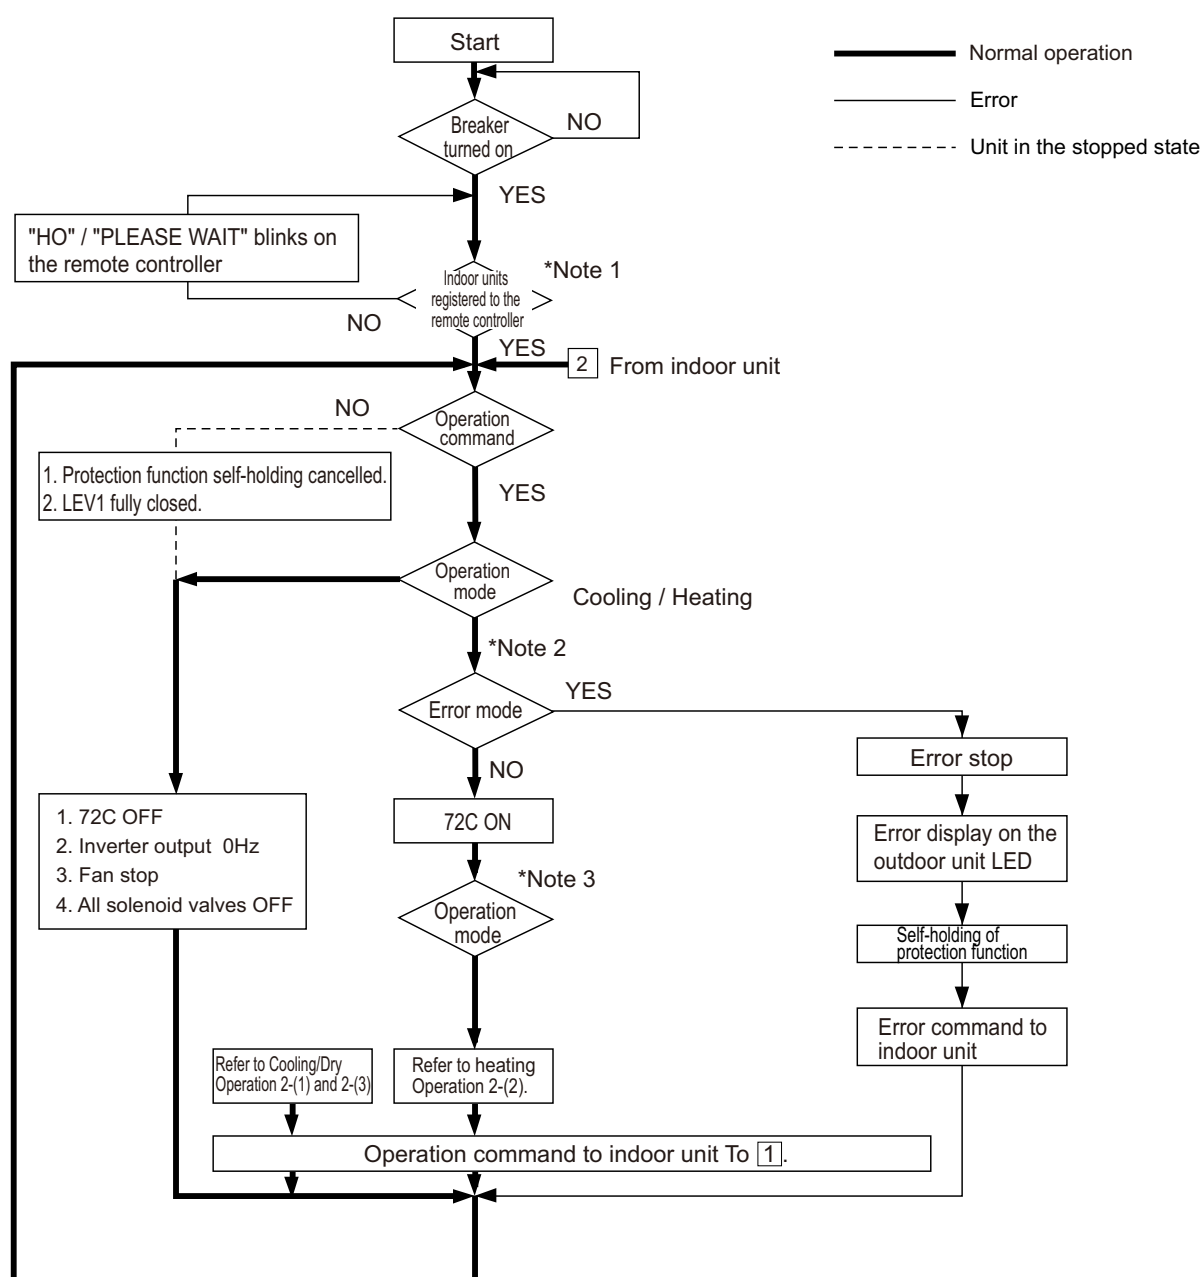 Start
Normal operation
Error
Unit in the stopped state
Breaker
turned on
NO
YES
"HO" / "PLEASE WAIT" blinks on
the remote controller
*Note 1
Indoor units
registered to the
remote controller
NO
YES
2 From indoor unit
NO
Operation
command
1. Protection function self-holding cancelled.
2. LEV1 fully closed.
YES
Operation
mode
Cooling / Heating
*Note 2
YES
Error mode
Error stop
NO
1. 72C OFF
2. Inverter output 0Hz
3. Fan stop
4. All solenoid valves OFF
72C ON
Error display on the
outdoor unit LED
*Note 3
Operation
mode
Self-holding of
protection function
Error command to
indoor unit
Refer to Cooling/Dry
Operation 2-(1) and 2-(3)
Refer to heating
Operation 2-(2).
Operation command to indoor unit To 1.